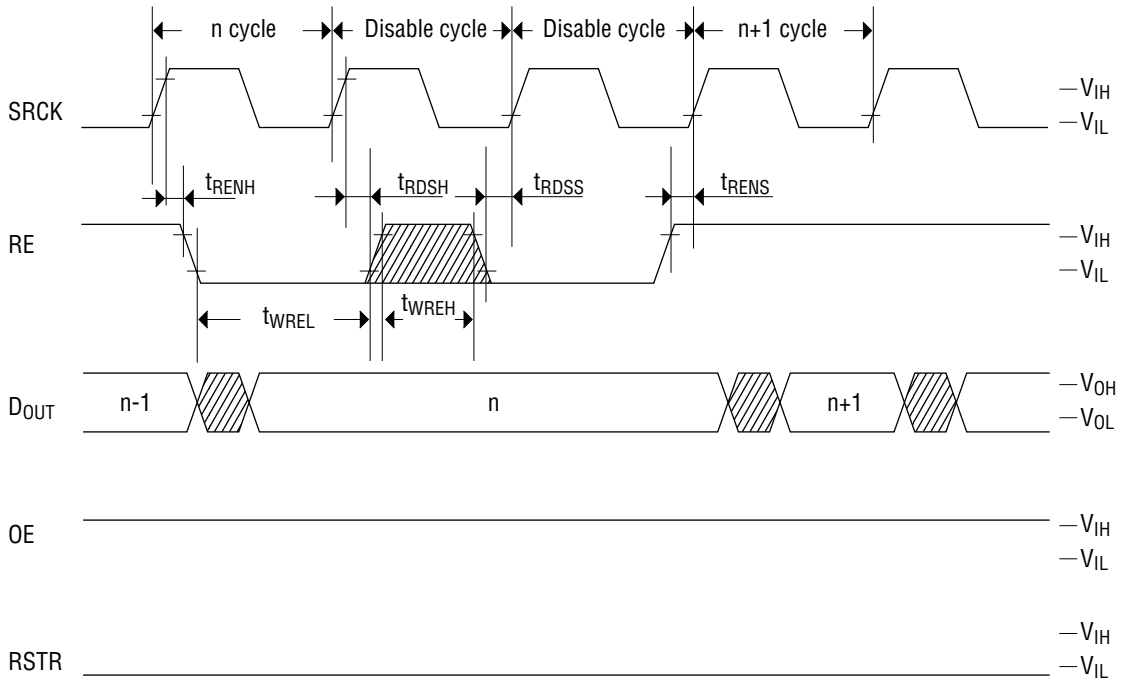 n cycle Disable cycle Disable cycle n+1 cycle
SRCK
VIH
VIL
tRENH tRDSH tRDSS tRENS
RE
VIH
VIL
tWREL tWREH
DOUT n-1 n n+1
VOH
VOL
OE
VIH
VIL
RSTR
VIH
VIL